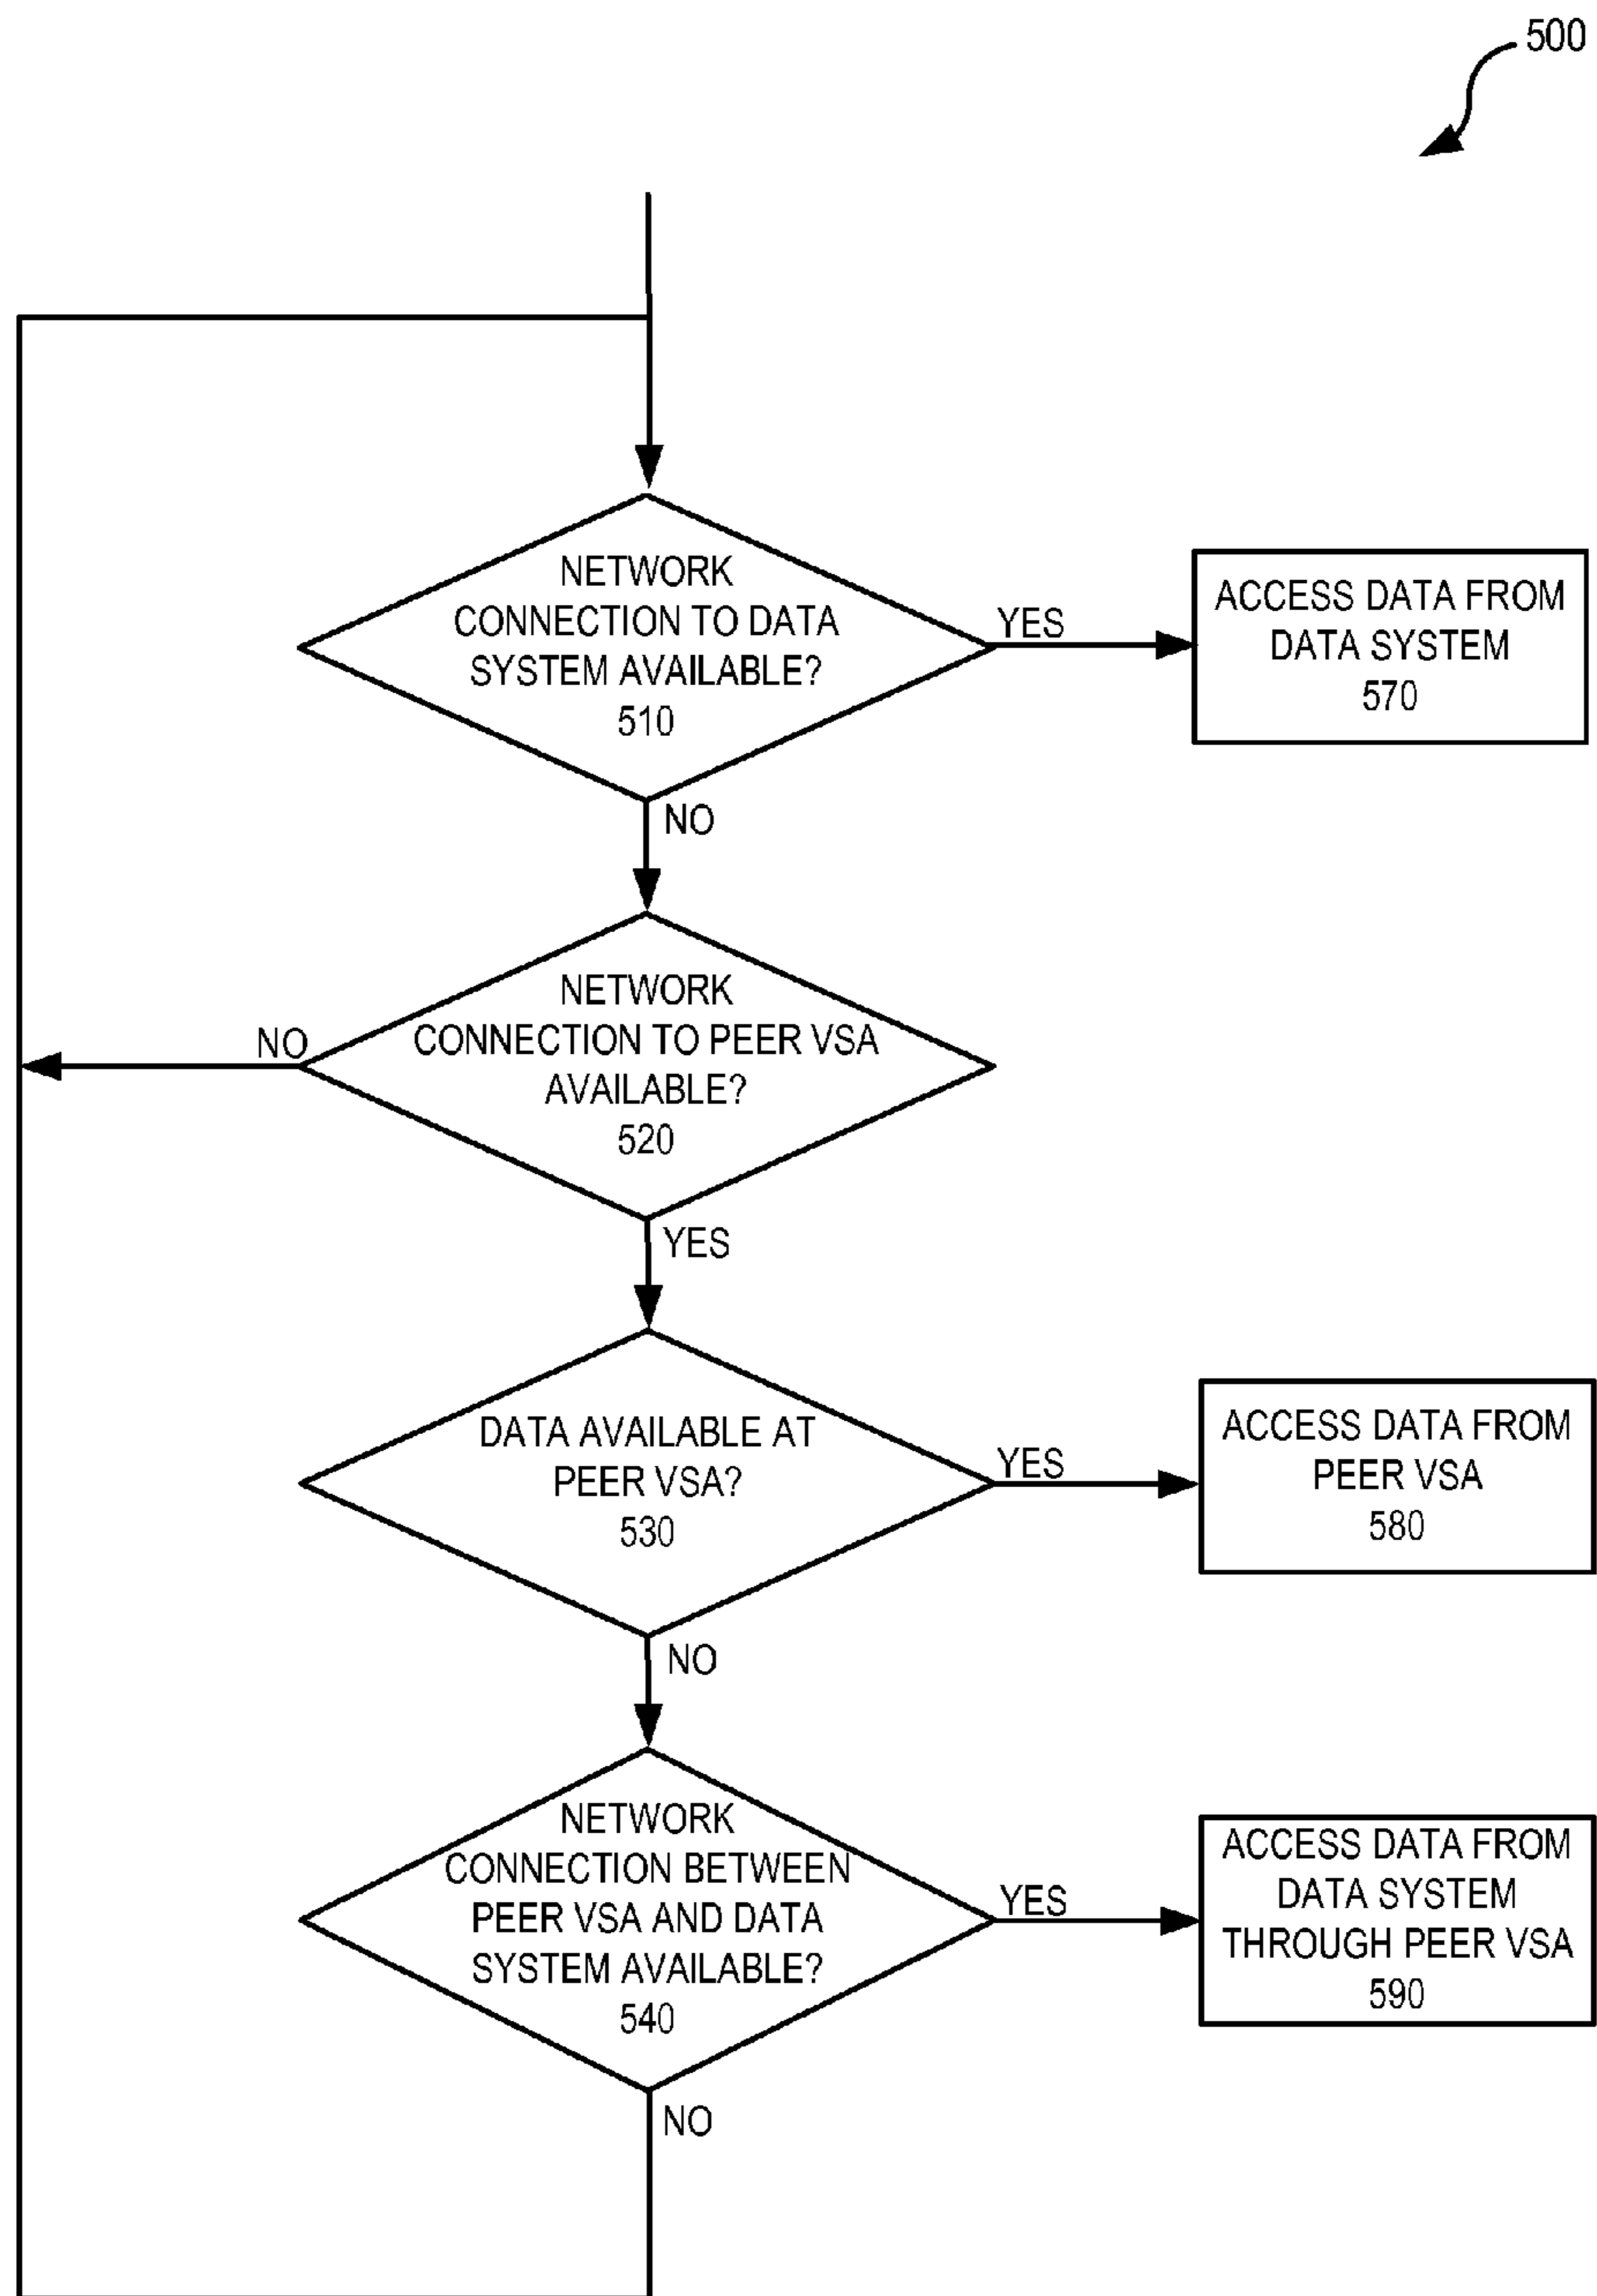 500
NETWORK
CONNECTION TO DATA
SYSTEM AVAILABLE?
510
YES
ACCESS DATA FROM
DATA SYSTEM
570
NO
NETWORK
CONNECTION TO PEER VSA
AVAILABLE?
520
NO
YES
DATA AVAILABLE AT
PEER VSA?
530
YES
ACCESS DATA FROM
PEER VSA
580
NO
NETWORK
CONNECTION BETWEEN
PEER VSA AND DATA
SYSTEM AVAILABLE?
540
YES
ACCESS DATA FROM
DATA SYSTEM
THROUGH PEER VSA
590
NO